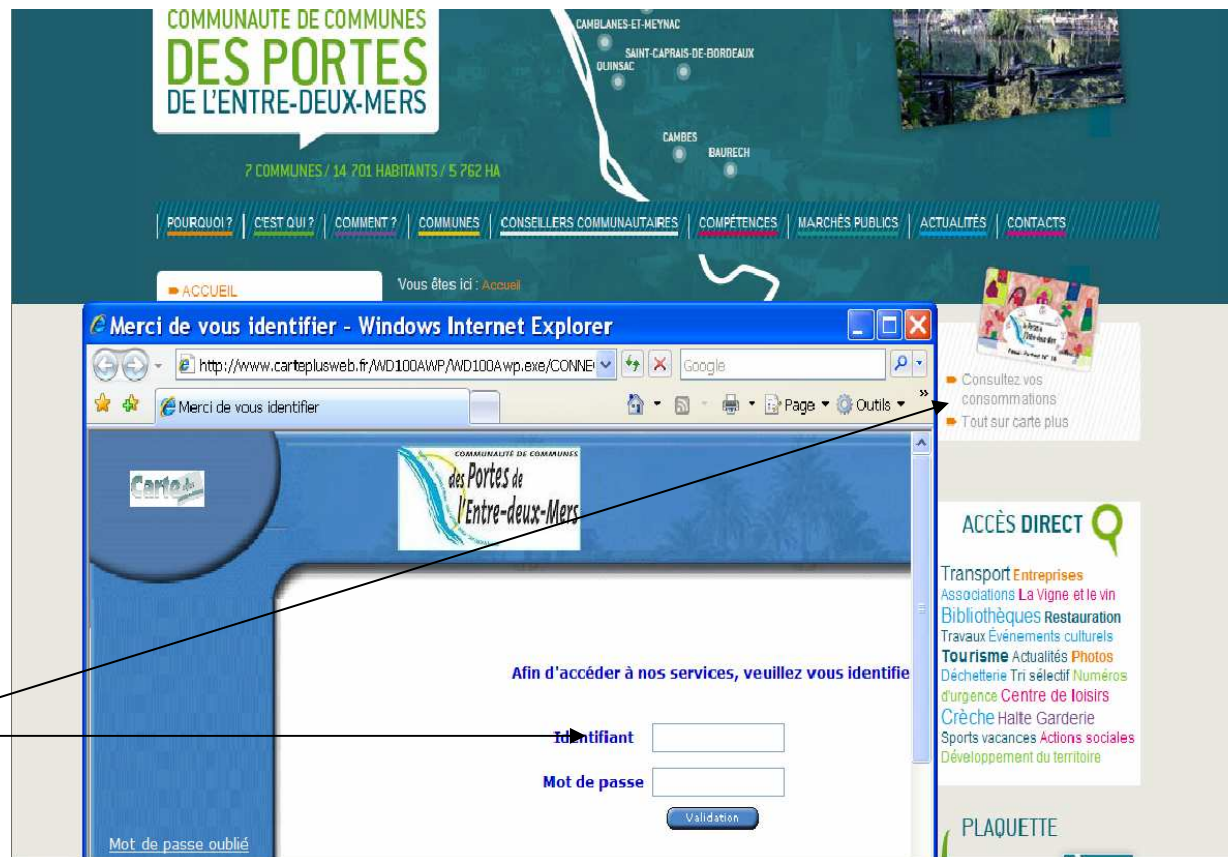 COMMUNAUTÉ DE COMMUNES
DES PORTES
DE L'ENTRE-DEUX-MERS
7 COMMUNES / 14 701 HABITANTS / 5 762 HA
CAMBLANES-ET-MEYNAC
SAINT-CAPRAIS-DE-BORDEAUX
QUINSAC
CAMBES
BAURECH
POURQUOI ? C'EST QUI ? COMMENT ? COMMUNES CONSEILLERS COMMUNAUTAIRES COMPÉTENCES MARCHÉS PUBLICS ACTUALITÉS CONTACTS
ACCUEIL
Vous êtes ici : Accueil
Merci de vous identifier - Windows Internet Explorer
http://www.carteplusweb.fr/WD100AWP/WD100Awp.exe/CONNE
Google
Merci de vous identifier
Page Outils »
Carte
COMMUNAUTÉ DE COMMUNES
des Portes de
l'Entre-deux-Mers
Afin d'accéder à nos services, veuillez vous identifie
Identifiant
Mot de passe
Validation
Mot de passe oublié
Consultez vos
consommations
Tout sur carte plus
ACCÈS DIRECT
Transport Entreprises
Associations La Vigne et le vin
Bibliothèques Restauration
Travaux Événements culturels
Tourisme Actualités Photos
Déchetterie Tri sélectif Numéros
d'urgence Centre de loisirs
Crèche Halte Garderie
Sports vacances Actions sociales
Développement du territoire
PLAQUETTE